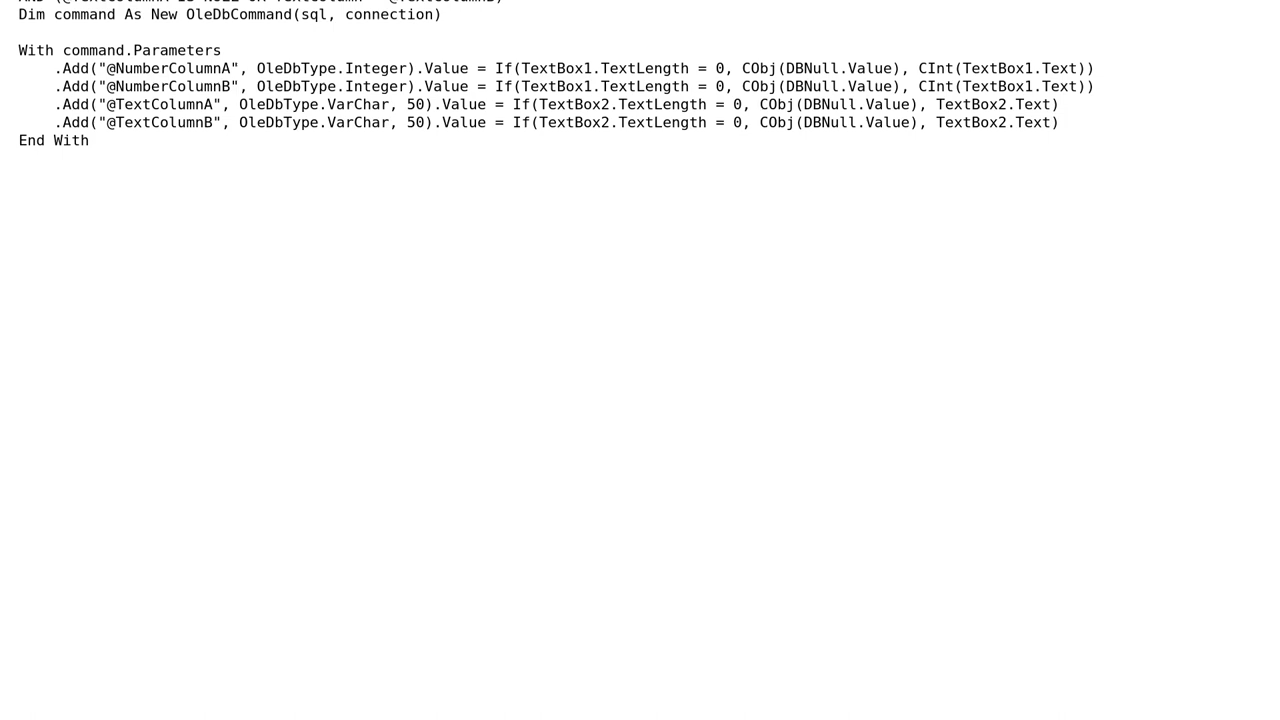 Dim command As New OleDbCommand(sql, connection)
With command.Parameters
.Add("@NumberColumnA", OleDbType.Integer).Value = If(TextBox1.TextLength = 0, CObj(DBNull.Value), CInt(TextBox1.Text))
.Add("@NumberColumnB", OleDbType.Integer).Value = If(TextBox1.TextLength = 0, CObj(DBNull.Value), CInt(TextBox1.Text))
.Add("@TextColumnA", OleDbType.VarChar, 50).Value = If(TextBox2.TextLength = 0, CObj(DBNull.Value), TextBox2.Text)
.Add("@TextColumnB", OleDbType.VarChar, 50).Value = If(TextBox2.TextLength = 0, CObj(DBNull.Value), TextBox2.Text)
End With